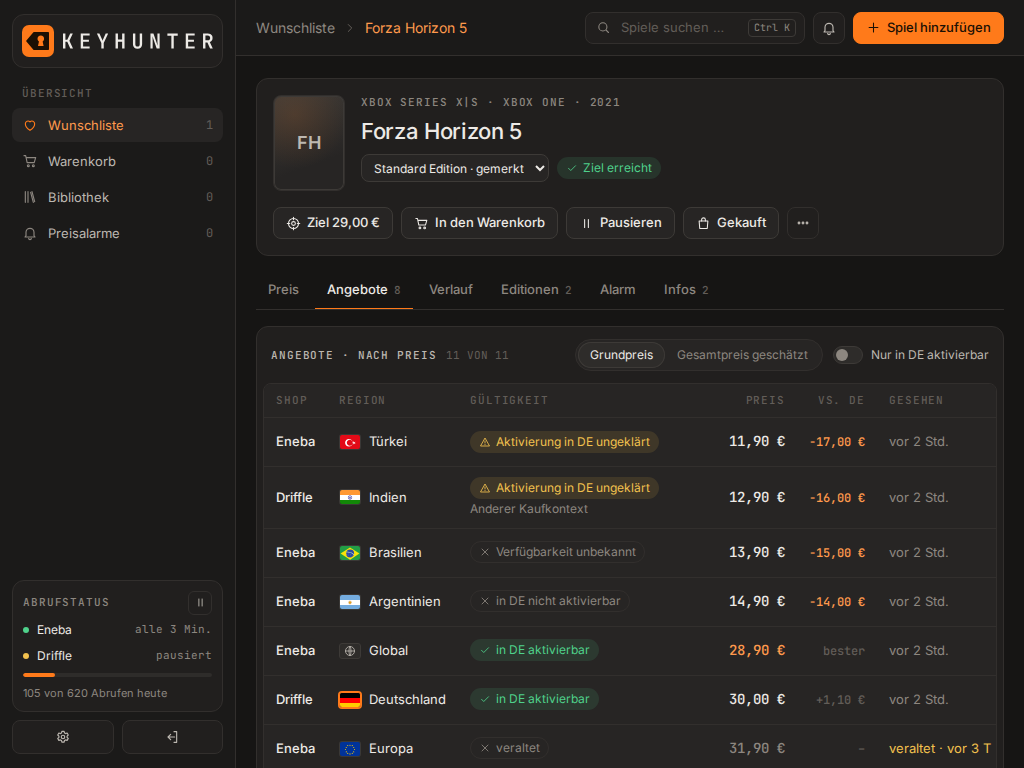 KEYHUNTER
Wunschliste
Forza Horizon 5
Spiele suchen ...
Ctrl K
Spiel hinzufügen
ÜBERSICHT
Wunschliste 1
Warenkorb 0
Bibliothek 0
Preisalarme 0
FH
XBOX SERIES X|S · XBOX ONE · 2021
Forza Horizon 5
Standard Edition · gemerkt
Ziel erreicht
Ziel 29,00 €
In den Warenkorb
Pausieren
Gekauft
Preis
Angebote 8
Verlauf
Editionen 2
Alarm
Infos 2
ANGEBOTE · NACH PREIS 11 VON 11
Grundpreis
Gesamtpreis geschätzt
Nur in DE aktivierbar
SHOP REGION GÜLTIGKEIT PREIS VS. DE GESEHEN
Eneba Türkei Aktivierung in DE ungeklärt 11,90 € -17,00 € vor 2 Std.
Driffle Indien Aktivierung in DE ungeklärt 12,90 € -16,00 € vor 2 Std.
Anderer Kaufkontext
Eneba Brasilien Verfügbarkeit unbekannt 13,90 € -15,00 € vor 2 Std.
Eneba Argentinien in DE nicht aktivierbar 14,90 € -14,00 € vor 2 Std.
Eneba Global in DE aktivierbar 28,90 € bester vor 2 Std.
Driffle Deutschland in DE aktivierbar 30,00 € +1,10 € vor 2 Std.
Eneba Europa veraltet 31,90 € – veraltet · vor 3 T
ABRUFSTATUS
Eneba alle 3 Min.
Driffle pausiert
105 von 620 Abrufen heute